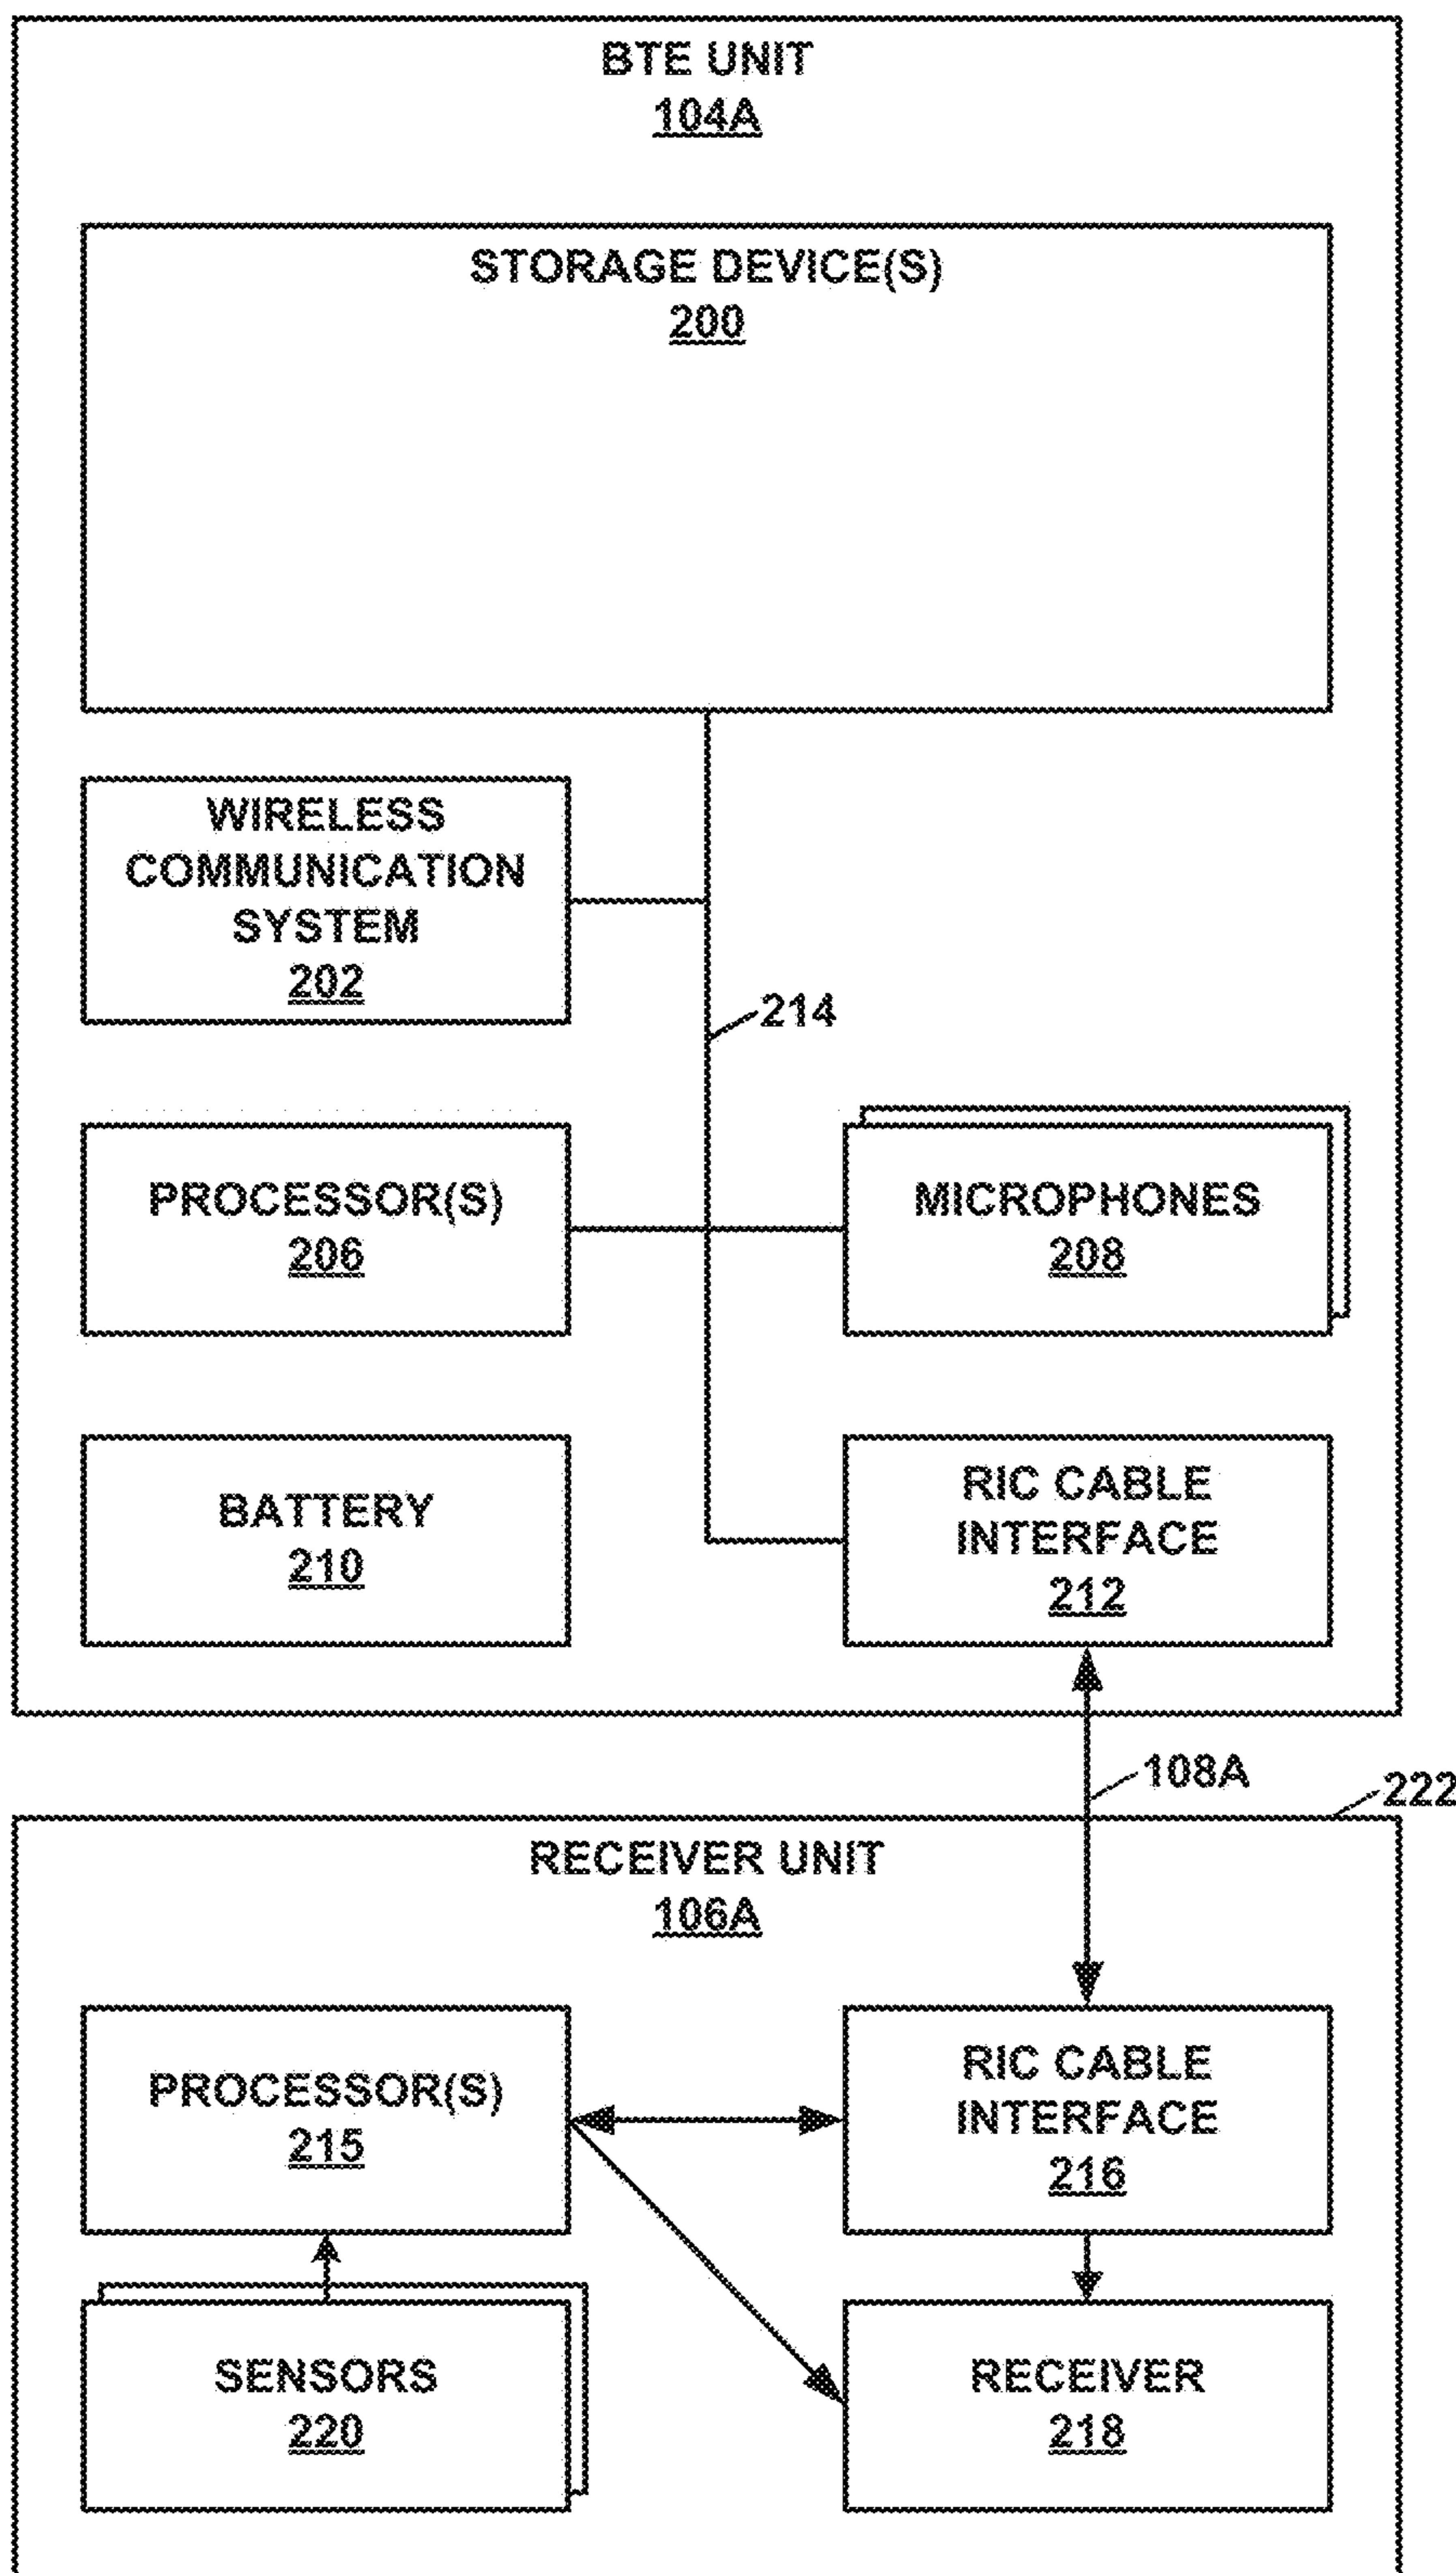 BTE UNIT
104A
STORAGE DEVICE(S)
200
WIRELESS
COMMUNICATION
SYSTEM
202
214
PROCESSOR(S)
206
MICROPHONES
208
BATTERY
210
RIC CABLE
INTERFACE
212
108A
222
RECEIVER UNIT
106A
PROCESSOR(S)
215
RIC CABLE
INTERFACE
216
SENSORS
220
RECEIVER
218